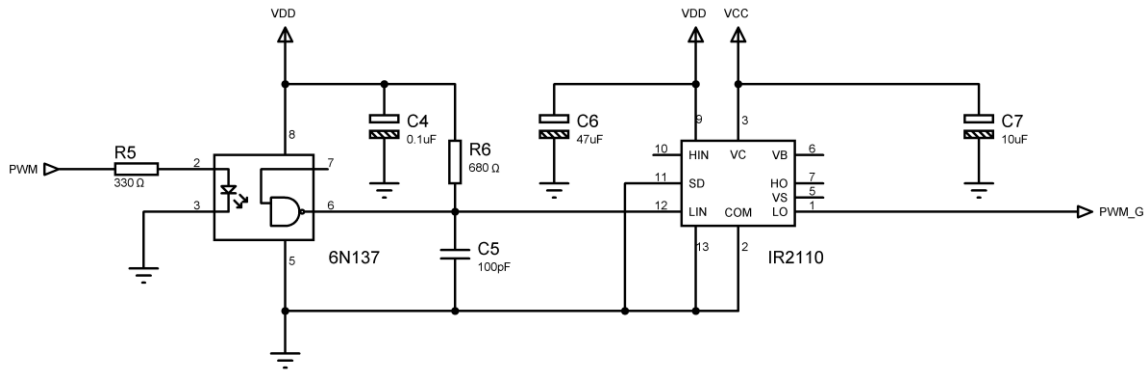 VDD
VDD
VCC
C4
0.1uF
R6
680 Ω
C6
47uF
C7
10uF
PWM
R5
330 Ω
2
3
8
7
6
5
6N137
C5
100pF
9
3
10
11
12
HIN
SD
LIN
VC
COM
VB
HO
VS
LO
6
7
5
1
13
2
IR2110
PWM_G